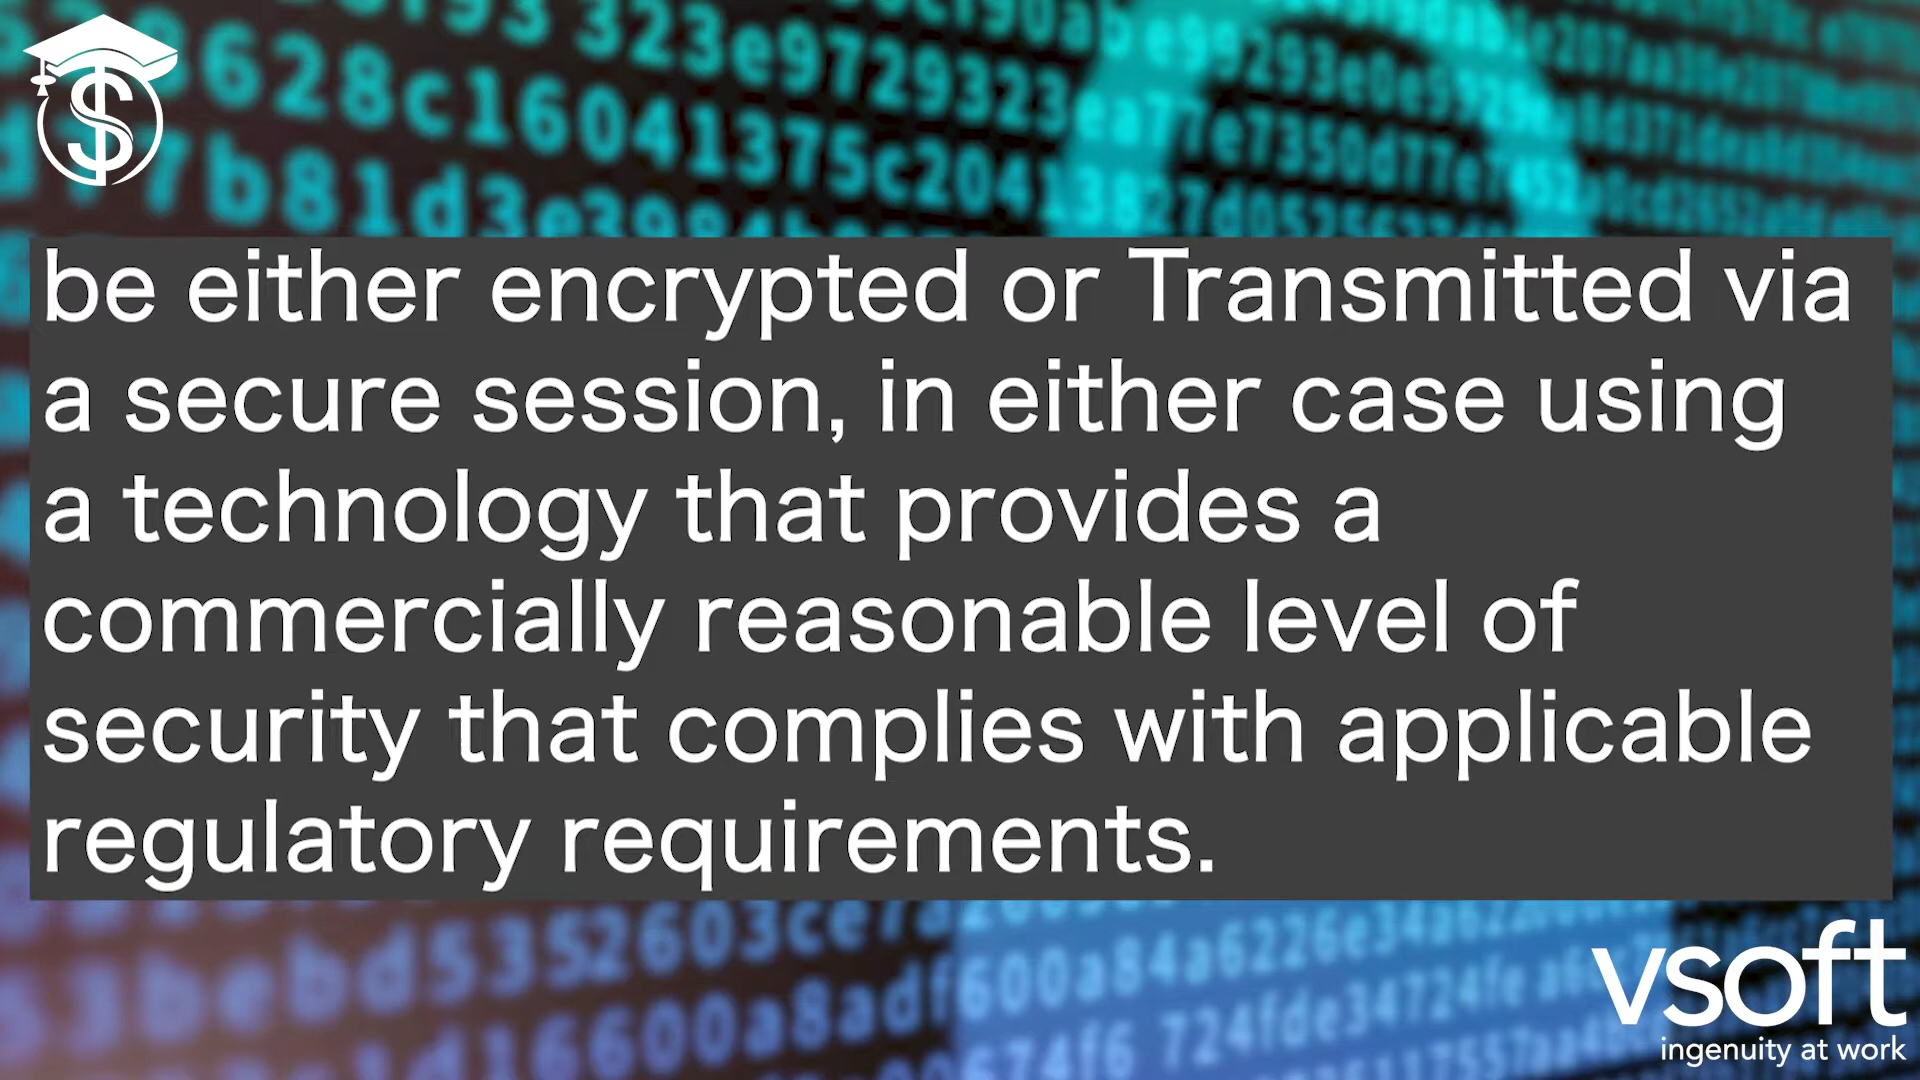 be either encrypted or Transmitted via
a secure session, in either case using
a technology that provides a
commercially reasonable level of
security that complies with applicable
regulatory requirements.
vsoft
ingenuity at work